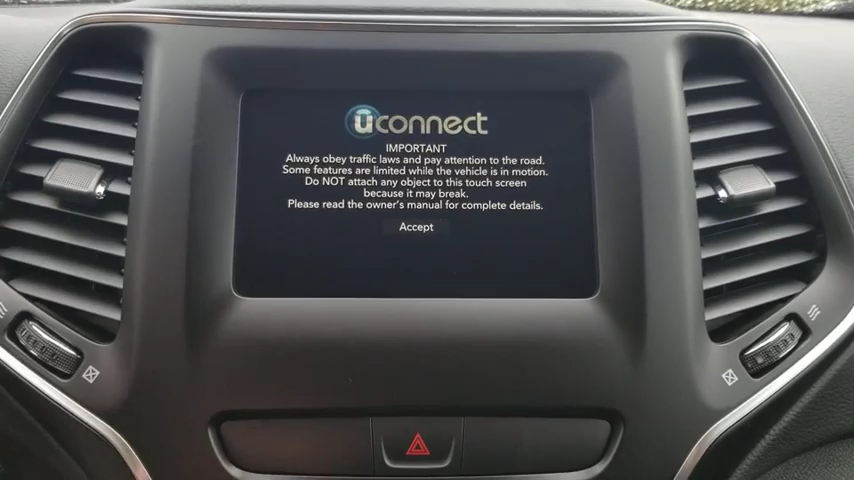 uconnect
IMPORTANT
Always obey traffic laws and pay attention to the road.
Some features are limited while the vehicle is in motion.
Do NOT attach any object to this touch screen
because it may break.
Please read the owner's manual for complete details.
Accept